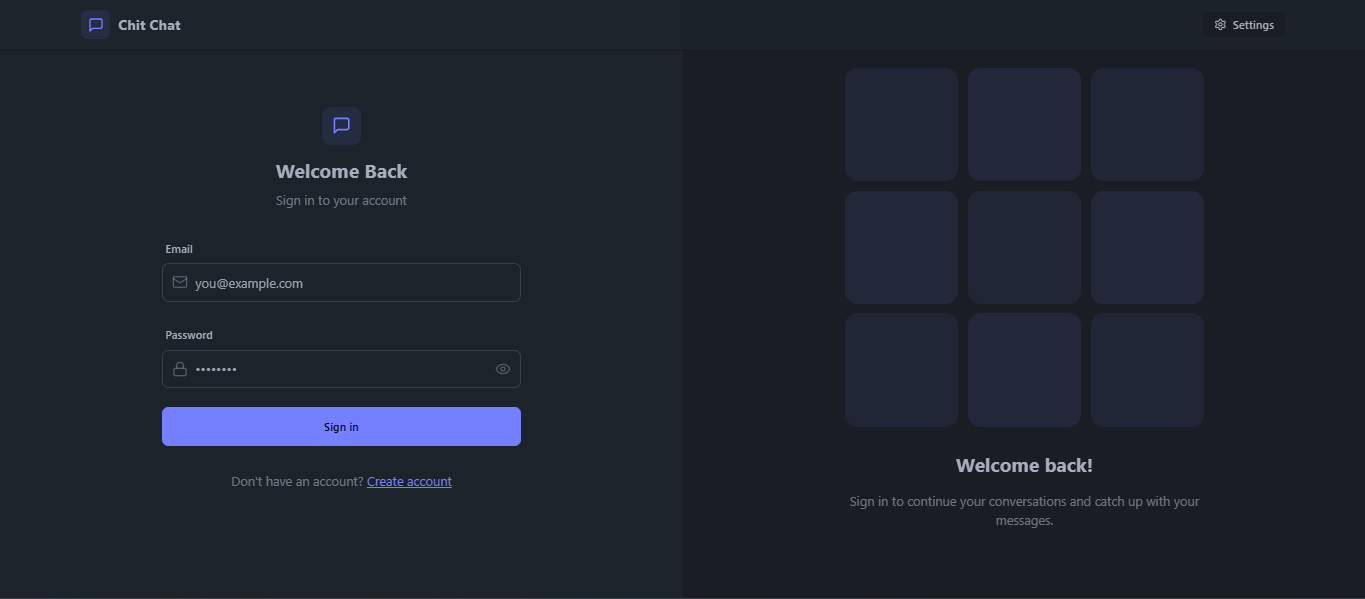 Chit Chat
Settings
Welcome Back
Sign in to your account
Email
you@example.com
Password
••••••••
Sign in
Don't have an account? Create account
Welcome back!
Sign in to continue your conversations and catch up with your
messages.